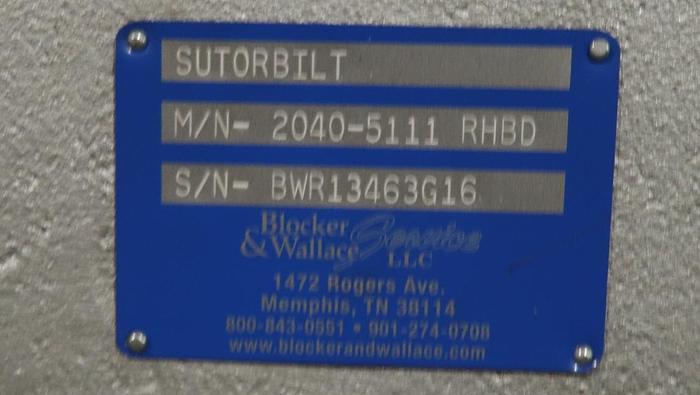 SUTORBILT
M/N- 2040-5111 RHBD
S/N- BWR13463G16
Blocker
& Wallace Service
LLC
1472 Rogers Ave.
Memphis, TN 38114
800-843-0951 • 901-274-0708
www.blockerandwallace.com